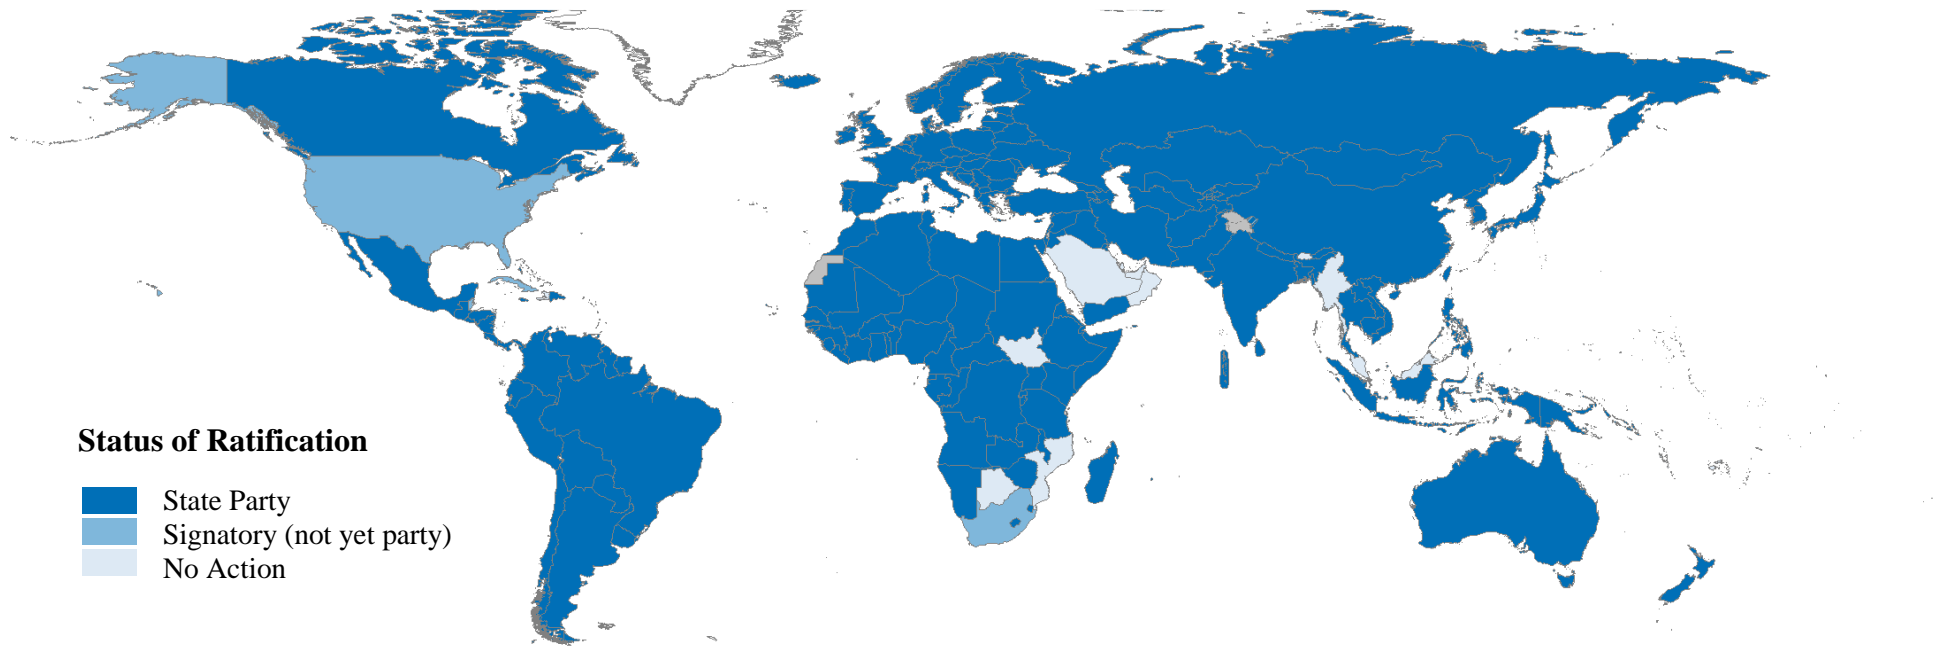 Status of Ratification
State Party
Signatory (not yet party)
No Action